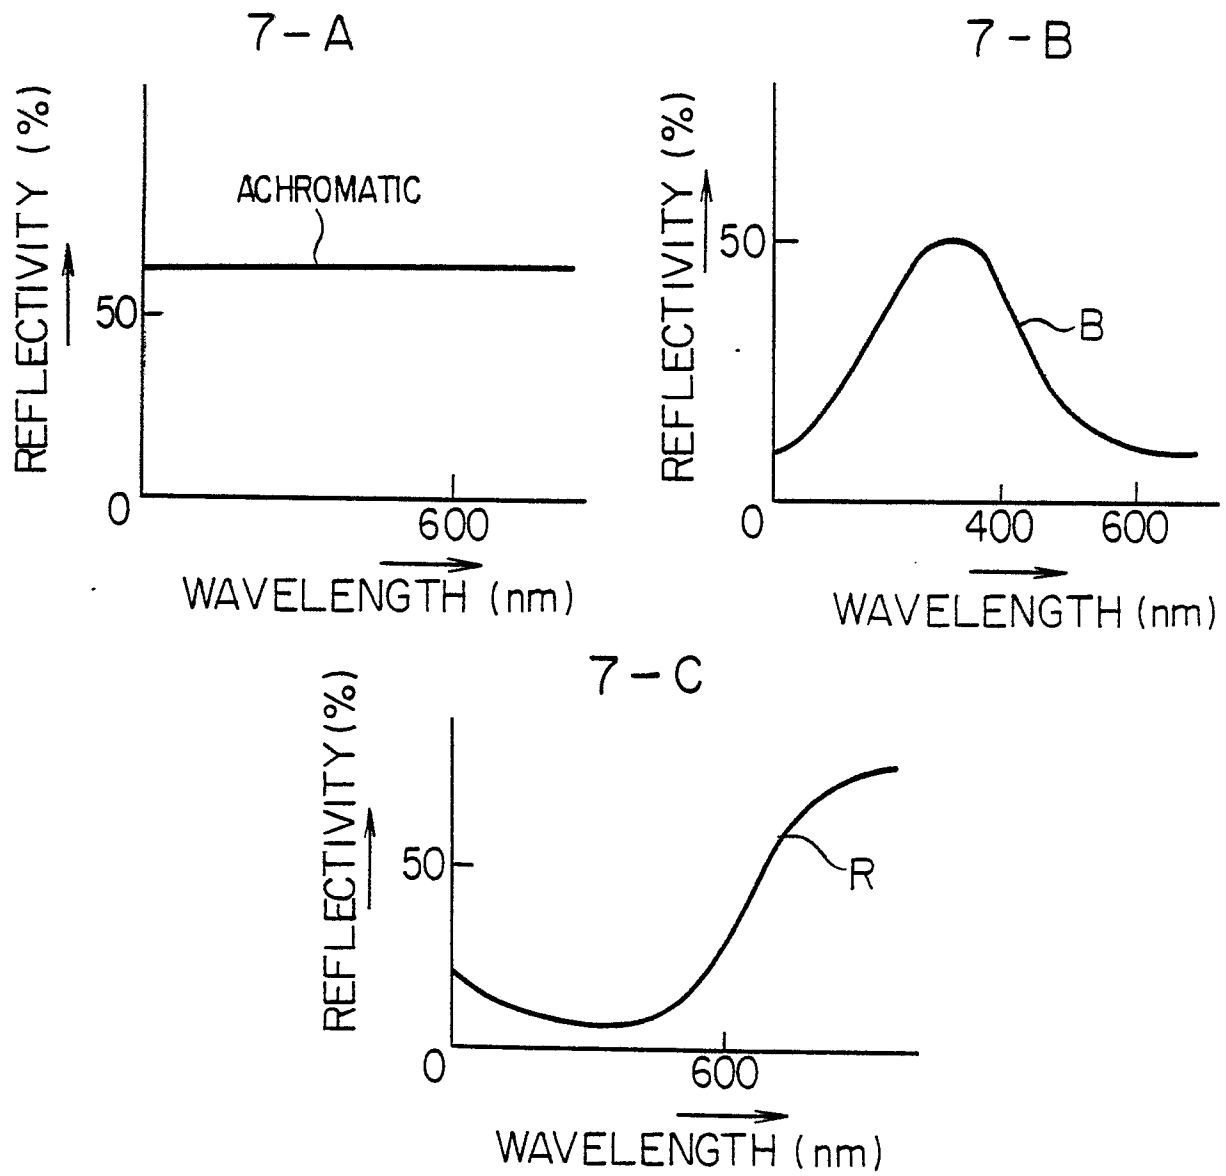 7-A
REFLECTIVITY (%)
ACHROMATIC
50
0
600
WAVELENGTH (nm)
7-B
REFLECTIVITY (%)
50
B
0
400 600
WAVELENGTH (nm)
7-C
REFLECTIVITY (%)
50
R
0
600
WAVELENGTH (nm)